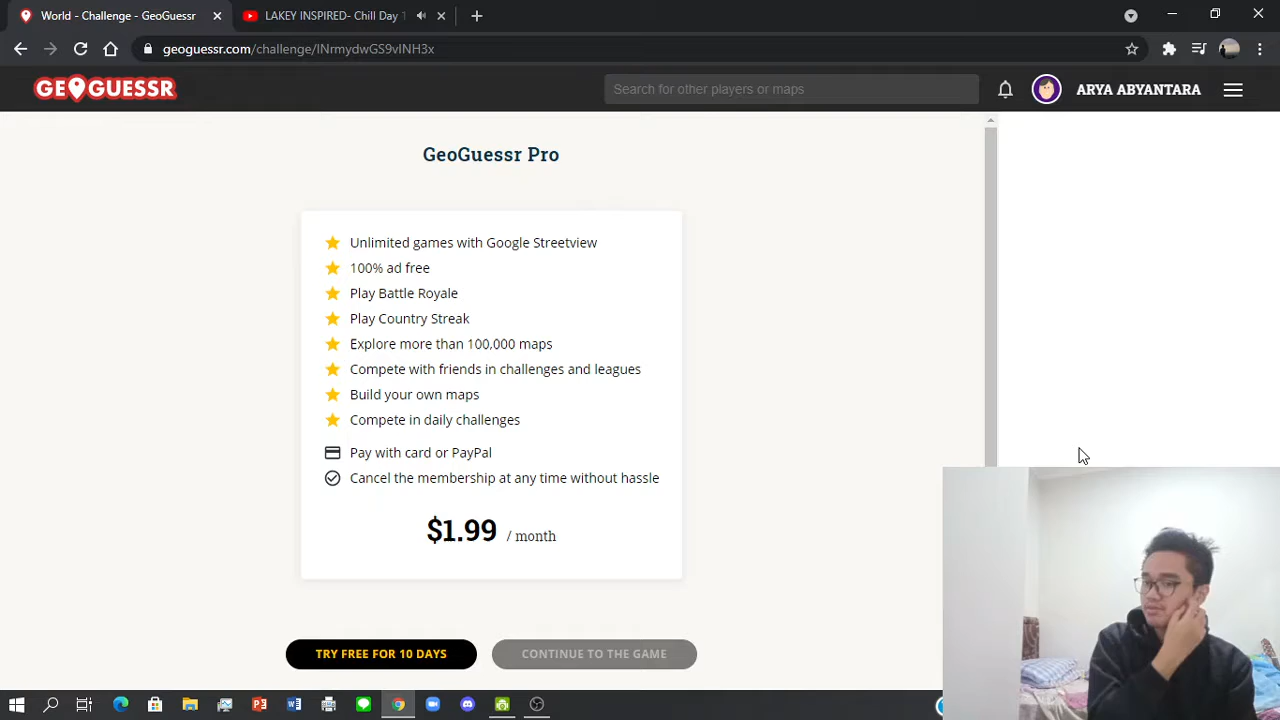 World - Challenge - GeoGuessr
LAKEY INSPIRED- Chill Day
geoguessr.com/challenge/lNrmydwGS9vINH3x
GEOGUESSR
Search for other players or maps
ARYA ABYANTARA
GeoGuessr Pro
Unlimited games with Google Streetview
100% ad free
Play Battle Royale
Play Country Streak
Explore more than 100,000 maps
Compete with friends in challenges and leagues
Build your own maps
Compete in daily challenges
Pay with card or PayPal
Cancel the membership at any time without hassle
$1.99 / month
TRY FREE FOR 10 DAYS
CONTINUE TO THE GAME